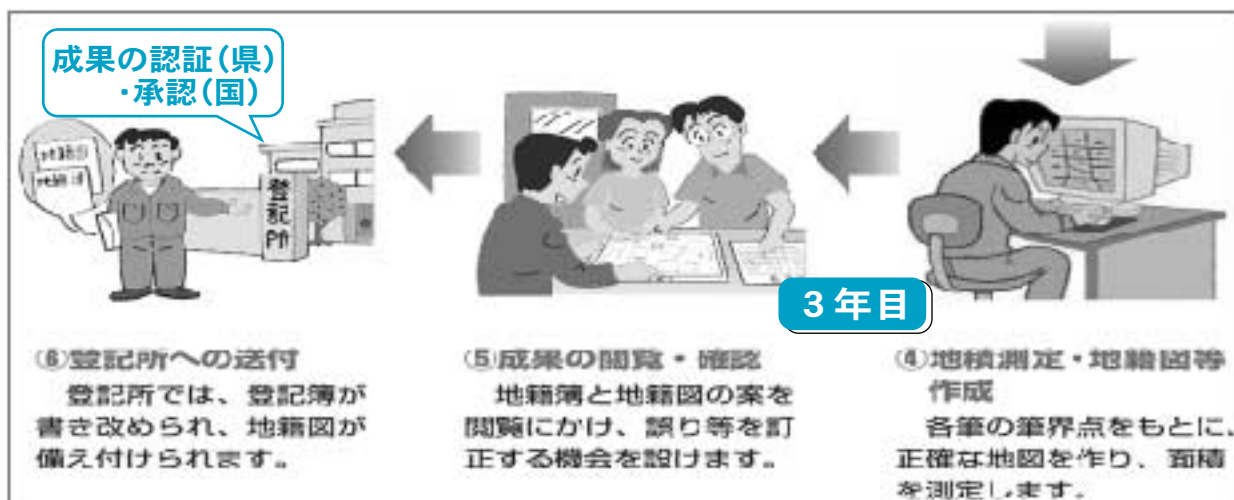 成果の認証(県)
・承認(国)
地籍図
地籍簿
登記所
3年目
⑥登記所への送付
登記所では、登記簿が
書き改められ、地籍図が
備え付けられます。
⑤成果の閲覧・確認
地籍簿と地籍図の案を
閲覧にかけ、誤り等を訂
正する機会を設けます。
④地積測定・地籍図等
作成
各筆の筆界点をもとに、
正確な地図を作り、面積
を測定します。